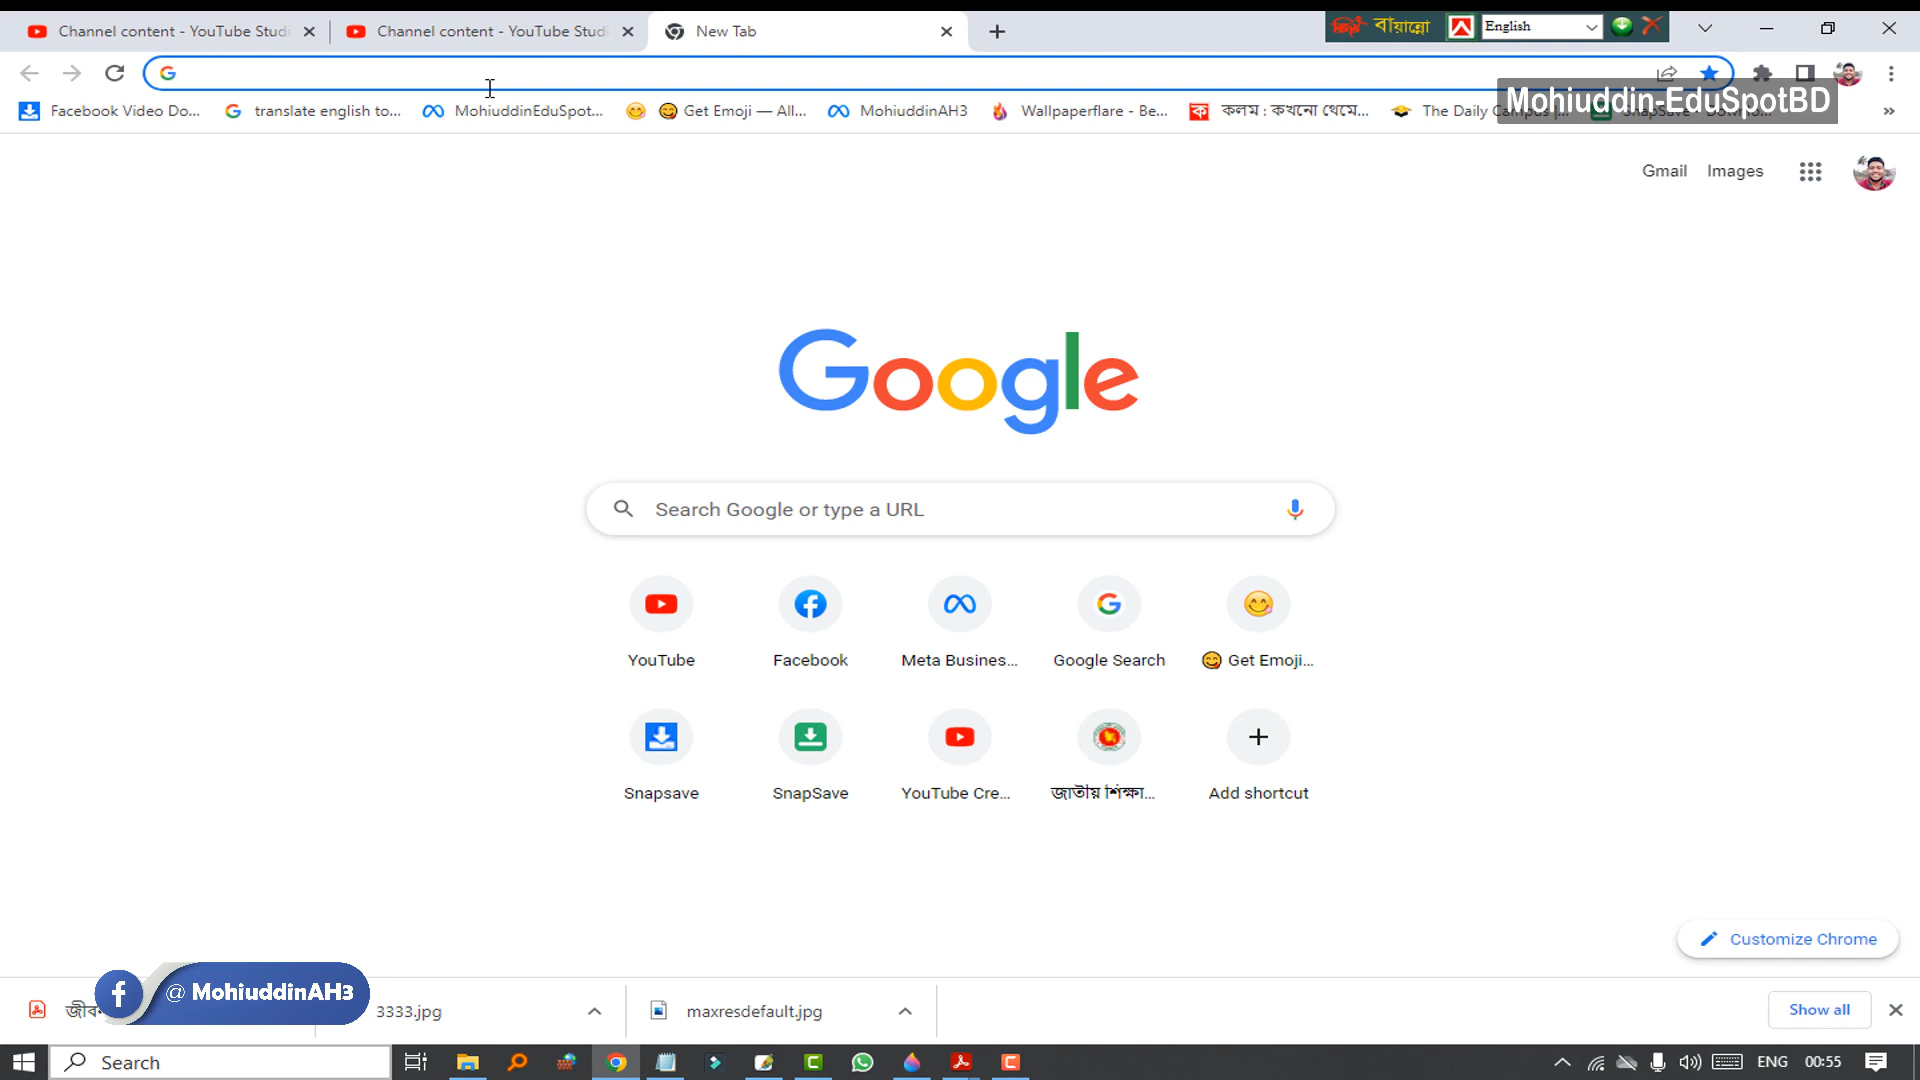 Channel content - YouTube Studi
Channel content - YouTube Studi
New Tab
বায়ান্নো
English
Facebook Video Do...
translate english to...
MohiuddinEduSpot...
Get Emoji — All...
MohiuddinAH3
Wallpaperflare - Be...
কলম : কখনো থেমে...
The Daily Campus |...
Mohiuddin-EduSpotBD
Gmail
Images
Google
Search Google or type a URL
YouTube
Facebook
Meta Busines...
Google Search
Get Emoji...
Snapsave
SnapSave
YouTube Cre...
জাতীয় শিক্ষা...
Add shortcut
Customize Chrome
@ MohiuddinAH3
3333.jpg
maxresdefault.jpg
Show all
Search
ENG
00:55